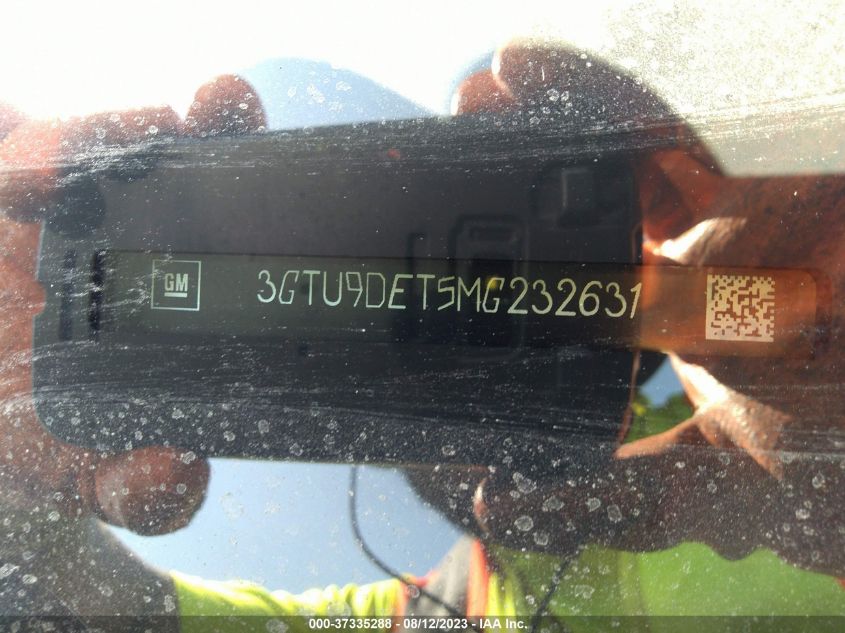 GM 3GTU9DET5MG232631
000-37335288 - 08/12/2023 - IAA Inc.